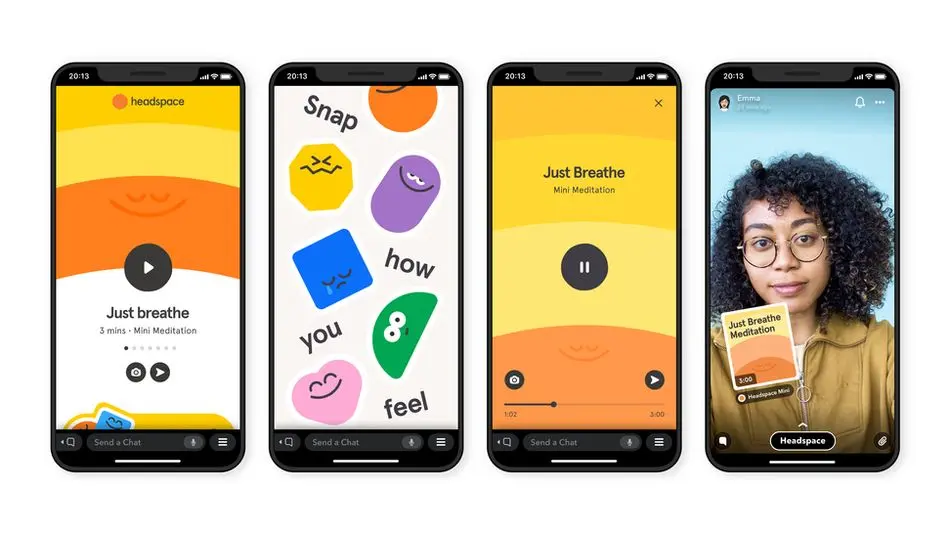 20:13
headspace
Just breathe
3 mins • Mini Meditation
Send a Chat
20:13
Snap
how
you
feel
Send a Chat
20:13
Just Breathe
Mini Meditation
1:02
3:00
Send a Chat
20:13
Emma
Just Breathe
Meditation
3:00
Headspace Mini
Headspace